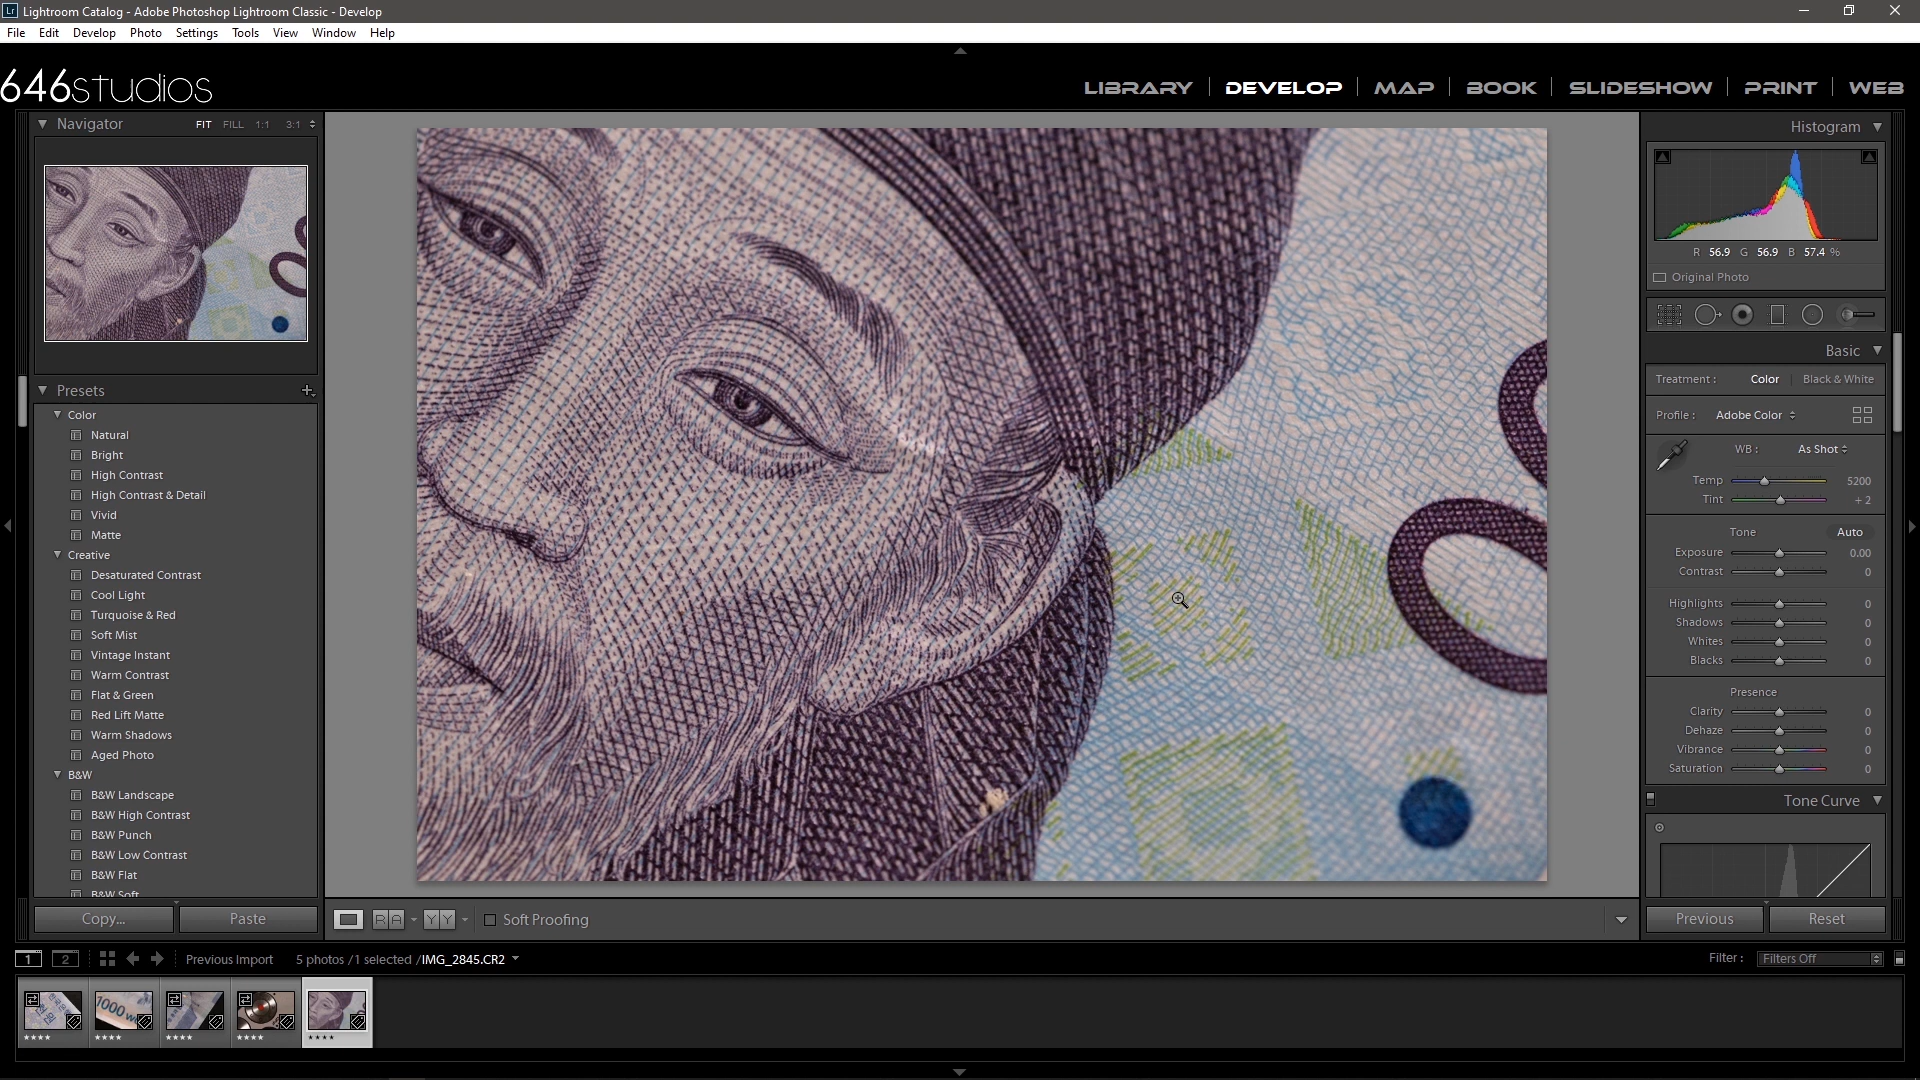 Lightroom Catalog - Adobe Photoshop Lightroom Classic - Develop
File Edit Develop Photo Settings Tools View Window Help
646studios
LIBRARY | DEVELOP | MAP | BOOK | SLIDESHOW | PRINT | WEB
Navigator FIT FILL 1:1 3:1
Presets +
Color
Natural
Bright
High Contrast
High Contrast & Detail
Vivid
Matte
Creative
Desaturated Contrast
Cool Light
Turquoise & Red
Soft Mist
Vintage Instant
Warm Contrast
Flat & Green
Red Lift Matte
Warm Shadows
Aged Photo
B&W
B&W Landscape
B&W High Contrast
B&W Punch
B&W Low Contrast
B&W Flat
B&W Soft
Copy... Paste
Soft Proofing
Histogram
R 56.9 G 56.9 B 57.4 %
Original Photo
Basic
Treatment : Color | Black & White
Profile : Adobe Color
WB : As Shot
Temp 5200
Tint + 2
Tone Auto
Exposure 0.00
Contrast 0
Highlights 0
Shadows 0
Whites 0
Blacks 0
Presence
Clarity 0
Dehaze 0
Vibrance 0
Saturation 0
Tone Curve
Previous Reset
1 2 Previous Import 5 photos /1 selected /IMG_2845.CR2
Filter : Filters Off
1000